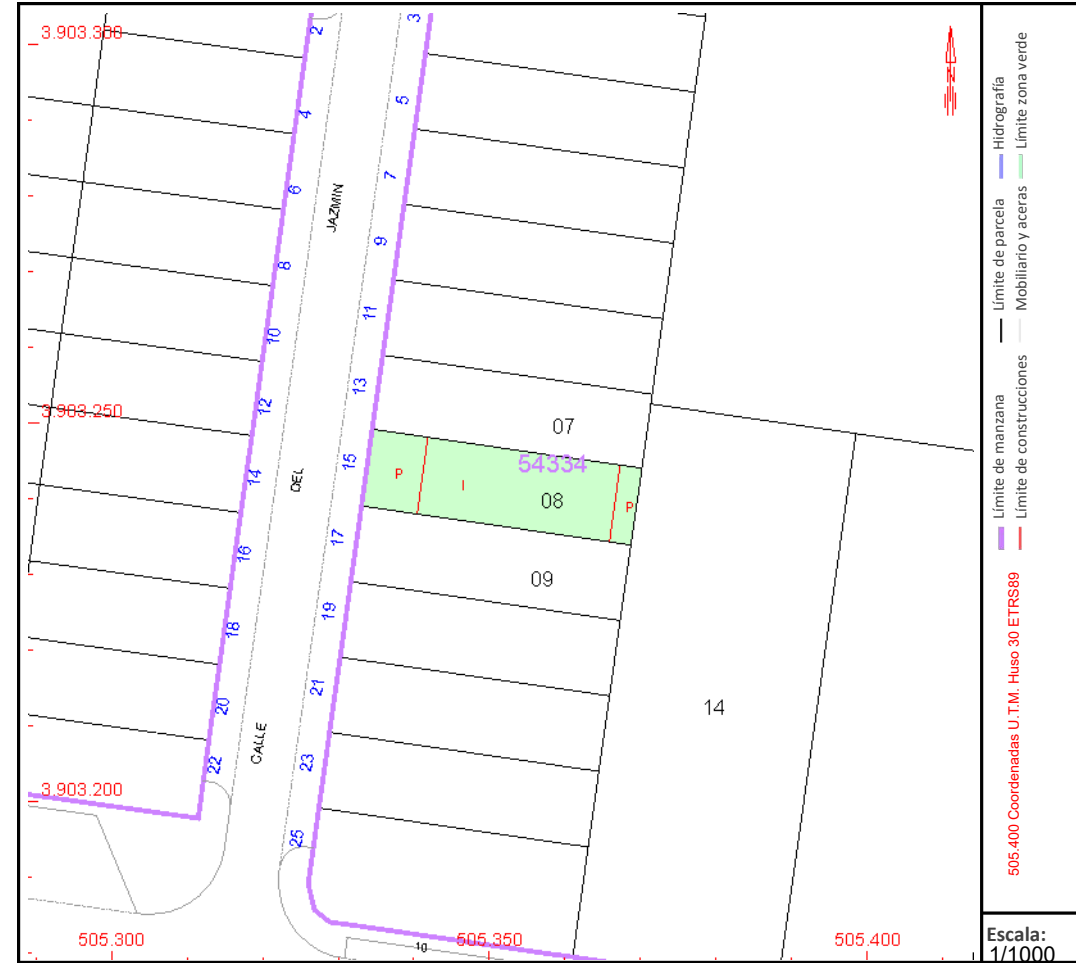 3.903.300
3.903.250
3.903.200
505.300
505.350
505.400
2
4
6
8
10
12
14
16
18
20
22
3
5
7
9
11
13
15
17
19
21
23
25
JAZMIN
DEL
CALLE
07
54334
P
I
08
P
09
14
10
N
Hidrografía
Límite zona verde
Límite de parcela
Mobiliario y aceras
Límite de manzana
Límite de construcciones
505.400 Coordenadas U.T.M. Huso 30 ETRS89
Escala:
1/1000